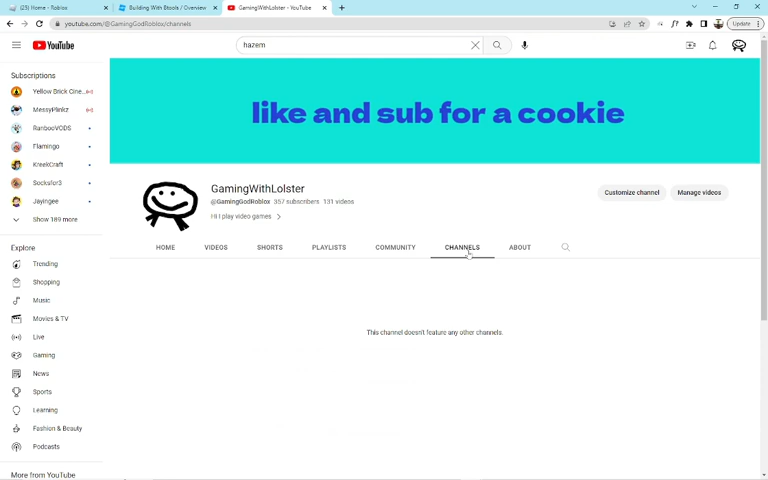 (23) Home - Roblox
Building With Btools / Overview
GamingWithLolster - YouTube
youtube.com/@GamingGodRoblox/channels
Update
YouTube
hazem
like and sub for a cookie
Subscriptions
Yellow Brick Cine...
MessyPlinkz
RanbooVODS
Flamingo
KreekCraft
Socksfor3
Jayingee
Show 189 more
GamingWithLolster
@GamingGodRoblox 357 subscribers 131 videos
Hi I play video games
Customize channel
Manage videos
HOME
VIDEOS
SHORTS
PLAYLISTS
COMMUNITY
CHANNELS
ABOUT
Explore
Trending
Shopping
Music
Movies & TV
Live
Gaming
News
Sports
Learning
Fashion & Beauty
Podcasts
This channel doesn't feature any other channels.
More from YouTube